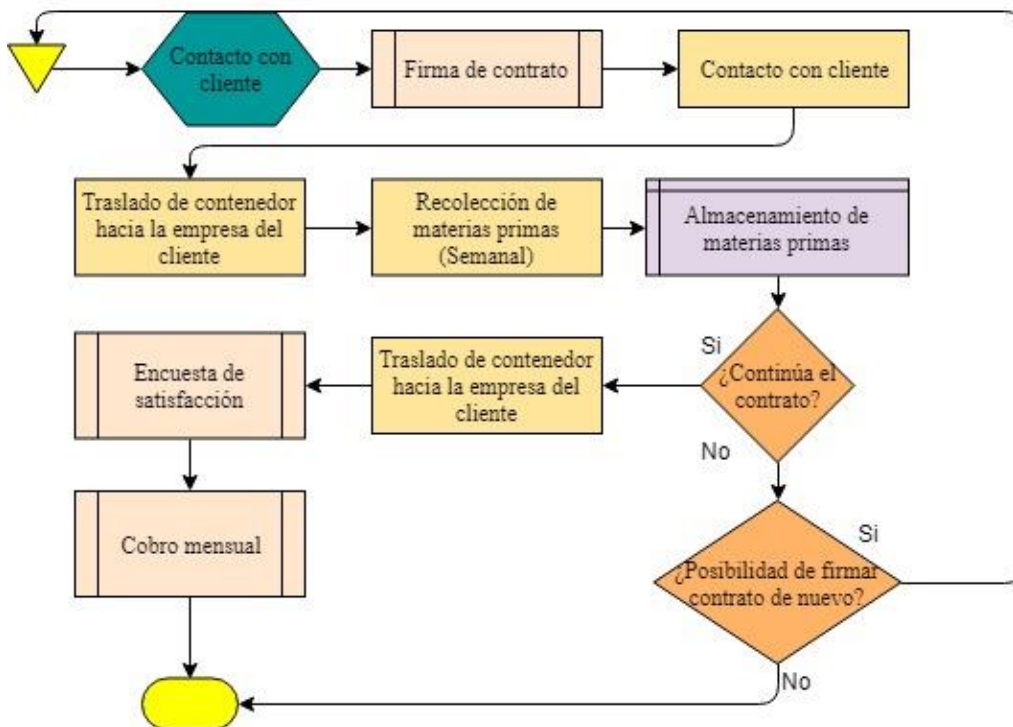 Contacto con
cliente
Firma de contrato
Contacto con cliente
Traslado de contenedor
hacia la empresa del
cliente
Recolección de
materias primas
(Semanal)
Almacenamiento de
materias primas
Si
¿Continúa el
contrato?
No
Traslado de contenedor
hacia la empresa del
cliente
Encuesta de
satisfacción
Cobro mensual
Si
¿Posibilidad de firmar
contrato de nuevo?
No